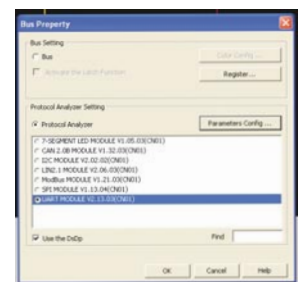 Bus Property
Bus Setting
Bus
Color Config ...
Activate the Latch Function
Register ...
Protocol Analyzer Setting
Protocol Analyzer
Parameters Config ...
7-SEGMENT LED MODULE V1.05.03(CN01)
CAN 2.0B MODULE V1.32.03(CN01)
I2C MODULE V2.02.02(CN01)
LIN2.1 MODULE V2.06.03(CN01)
ModBus MODULE V1.21.03(CN01)
SPI MODULE V1.13.04(CN01)
UART MODULE V2.13.03(CN01)
Use the DsDp
Find
OK
Cancel
Help